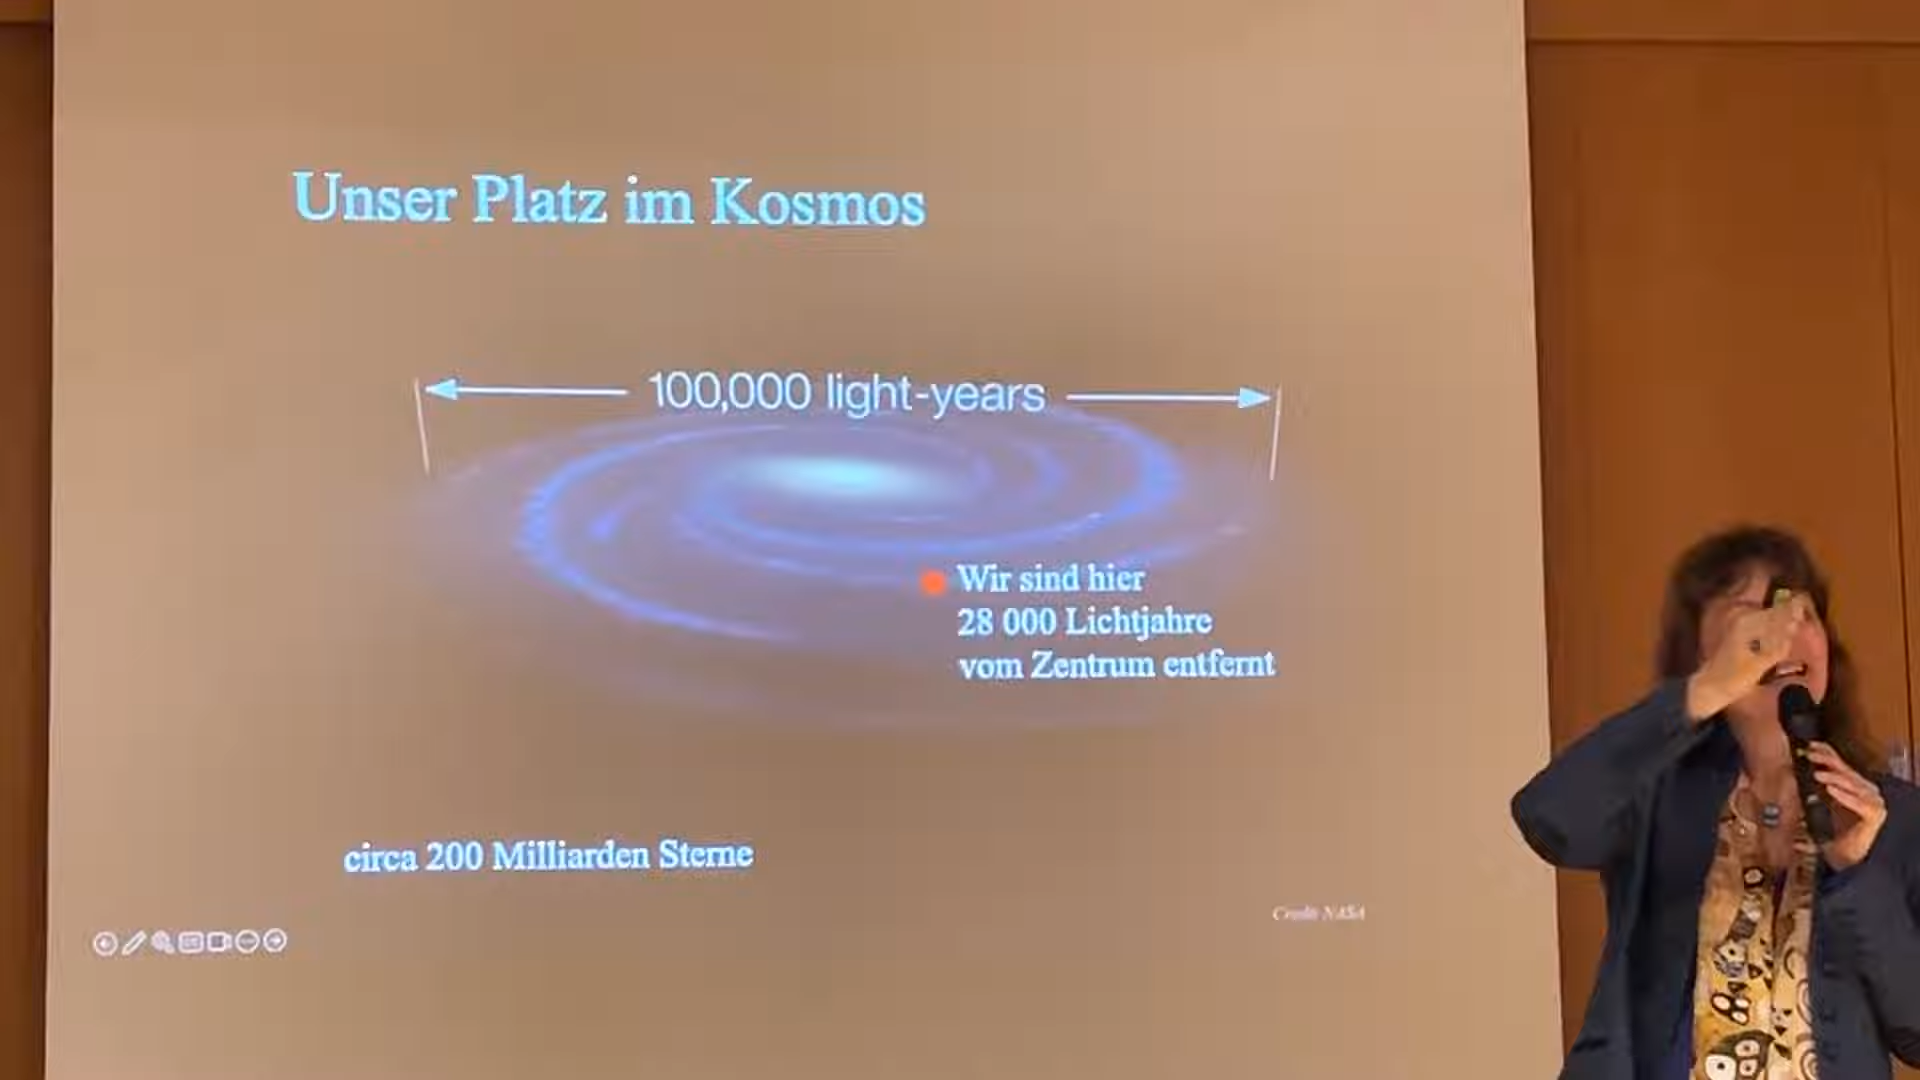 Unser Platz im Kosmos
100,000 light-years
Wir sind hier
28 000 Lichtjahre
vom Zentrum entfernt
circa 200 Milliarden Sterne
Credit NASA